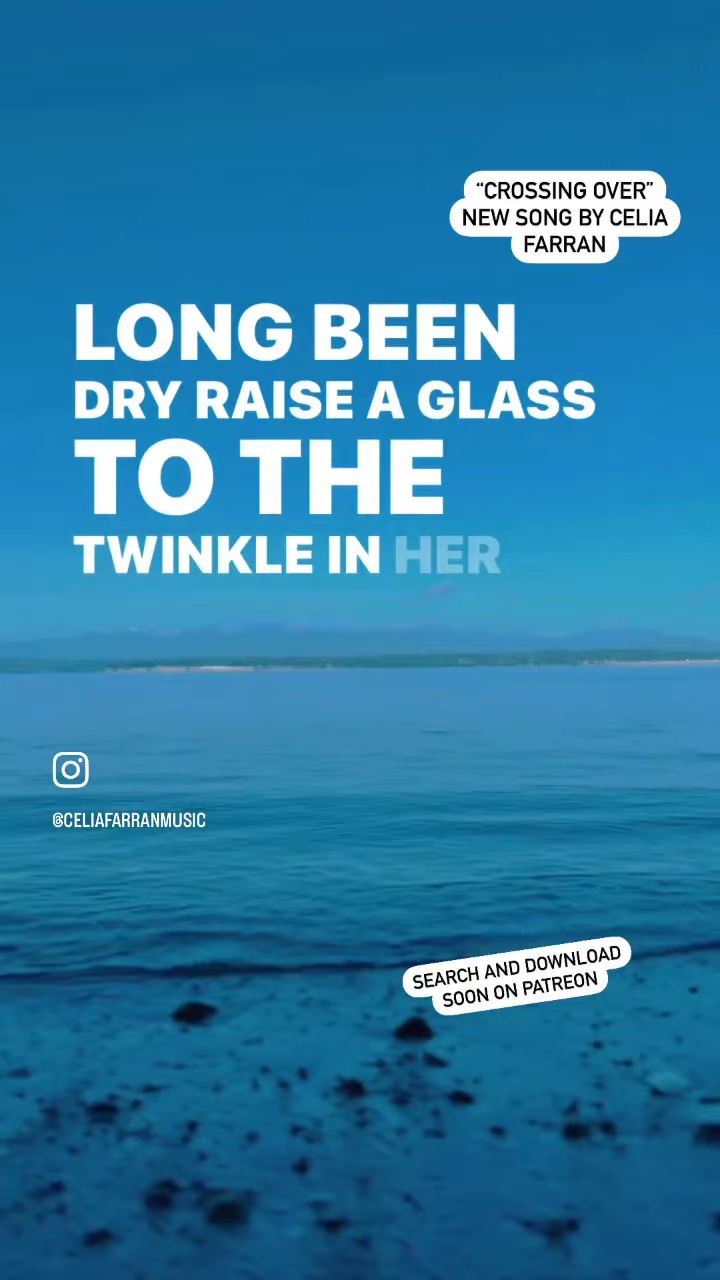 “CROSSING OVER”
NEW SONG BY CELIA
FARRAN
LONG BEEN
DRY RAISE A GLASS
TO THE
TWINKLE IN HER
@CELIAFARRANMUSIC
SEARCH AND DOWNLOAD
SOON ON PATREON